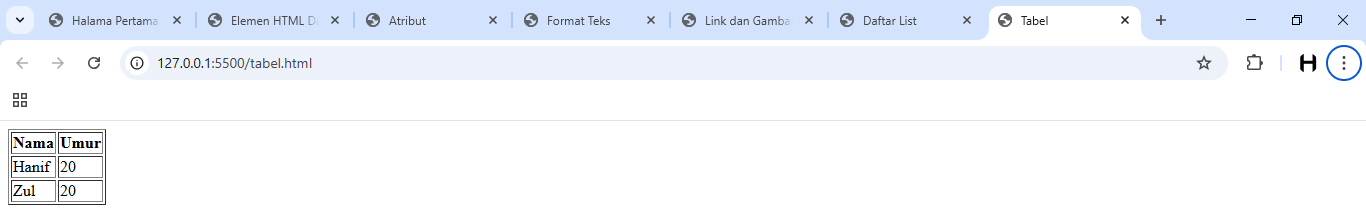 Halama Pertama
Elemen HTML D
Atribut
Format Teks
Link dan Gamba
Daftar List
Tabel
127.0.0.1:5500/tabel.html
H
Nama Umur
Hanif 20
Zul 20